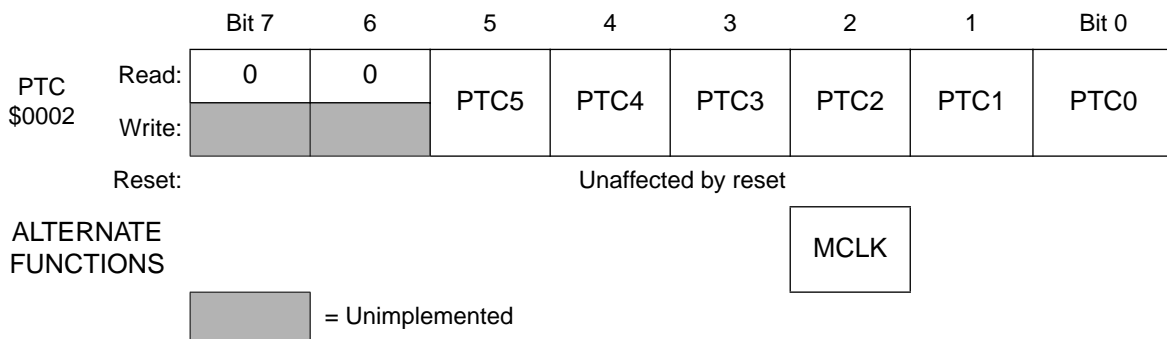 Bit 7 6 5 4 3 2 1 Bit 0
PTC
$0002
Read: 0 0 PTC5 PTC4 PTC3 PTC2 PTC1 PTC0
Write:
Reset: Unaffected by reset
ALTERNATE
FUNCTIONS
MCLK
= Unimplemented